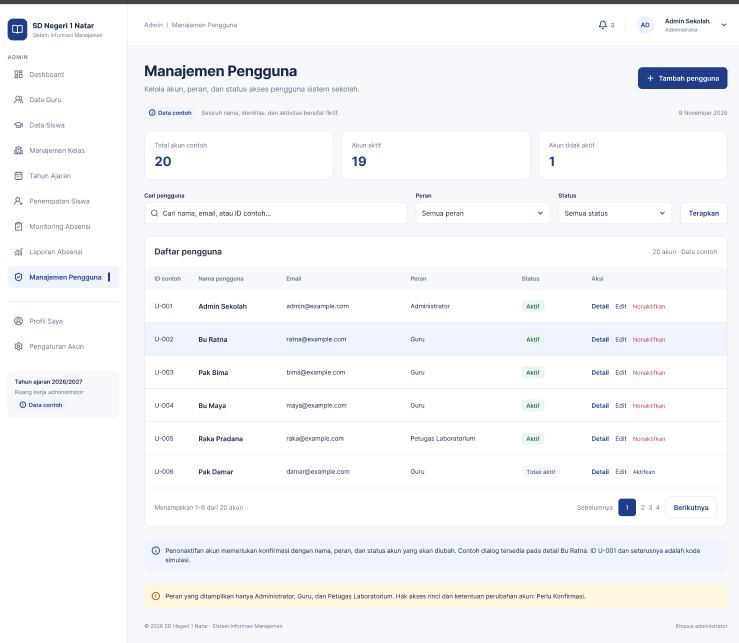 SD Negeri 1 Natar
Sistem Informasi Manajemen
ADMIN
Dashboard
Data Guru
Data Siswa
Manajemen Kelas
Tahun Ajaran
Penempatan Siswa
Monitoring Absensi
Laporan Absensi
Manajemen Pengguna
Profil Saya
Pengaturan Akun
Tahun ajaran 2026/2027
Ruang kerja administrator
Data contoh
Admin / Manajemen Pengguna
3
AD
Admin Sekolah
Administrator
Manajemen Pengguna
Kelola akun, peran, dan status akses pengguna sistem sekolah.
+ Tambah pengguna
Data contoh Seluruh nama, identitas, dan aktivitas bersifat fiktif. 9 November 2026
Total akun contoh
20
Akun aktif
19
Akun tidak aktif
1
Cari pengguna Peran Status
Cari nama, email, atau ID contoh... Semua peran Semua status Terapkan
Daftar pengguna 20 akun · Data contoh
ID contoh Nama pengguna Email Peran Status Aksi
U-001 Admin Sekolah admin@example.com Administrator Aktif Detail Edit Nonaktifkan
U-002 Bu Ratna ratna@example.com Guru Aktif Detail Edit Nonaktifkan
U-003 Pak Bima bima@example.com Guru Aktif Detail Edit Nonaktifkan
U-004 Bu Maya maya@example.com Guru Aktif Detail Edit Nonaktifkan
U-005 Raka Pradana raka@example.com Petugas Laboratorium Aktif Detail Edit Nonaktifkan
U-006 Pak Damar damar@example.com Guru Tidak aktif Detail Edit Aktifkan
Menampilkan 1–6 dari 20 akun Sebelumnya 1 2 3 4 Berikutnya
Penonaktifan akun memerlukan konfirmasi dengan nama, peran, dan status akun yang akan diubah. Contoh dialog tersedia pada detail Bu Ratna. ID U-001 dan seterusnya adalah kode
simulasi.
Peran yang ditampilkan hanya Administrator, Guru, dan Petugas Laboratorium. Hak akses rinci dan ketentuan perubahan akun: Perlu Konfirmasi.
© 2026 SD Negeri 1 Natar · Sistem Informasi Manajemen Khusus administrator